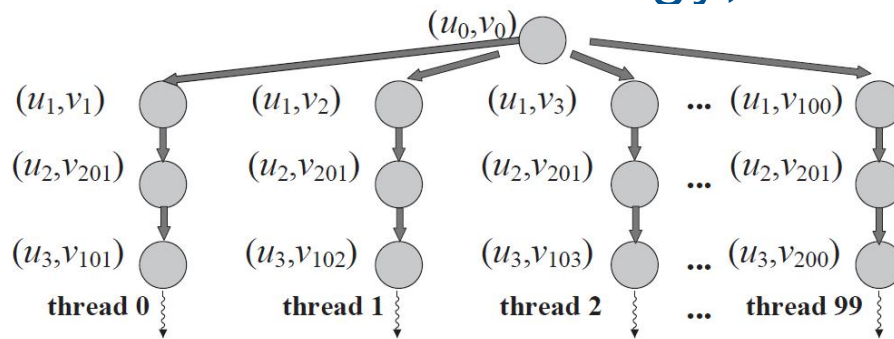 (u₀,v₀)
(u₁,v₁) (u₁,v₂) (u₁,v₃) ... (u₁,v₁₀₀)
(u₂,v₂₀₁) (u₂,v₂₀₁) (u₂,v₂₀₁) ... (u₂,v₂₀₁)
(u₃,v₁₀₁) (u₃,v₁₀₂) (u₃,v₁₀₃) ... (u₃,v₂₀₀)
thread 0 thread 1 thread 2 ... thread 99